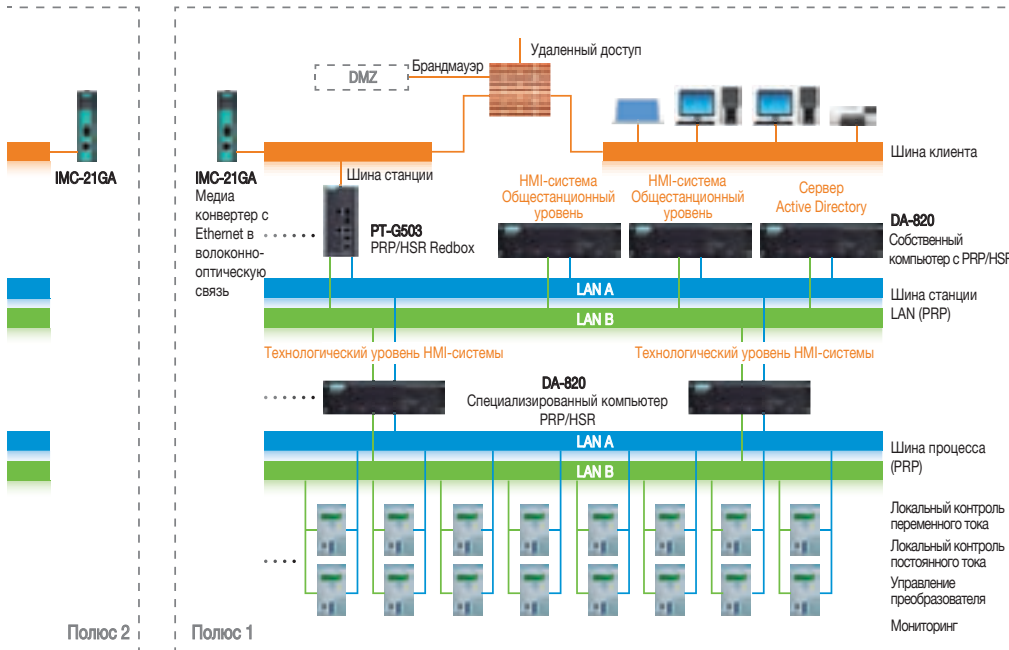 Удаленный доступ
Брандмауэр
DMZ
IMC-21GA
IMC-21GA
Медиа
конвертер с
Ethernet в
волоконно-
оптическую
связь
Шина станции
PT-G503
PRP/HSR Redbox
HMI-система
Общестанционный
уровень
HMI-система
Общестанционный
уровень
Сервер
Active Directory
Шина клиента
DA-820
Собственный
компьютер с PRP/HSR
LAN A
LAN B
Шина станции
LAN (PRP)
Технологический уровень HMI-системы
Технологический уровень HMI-системы
DA-820
Специализированный компьютер
PRP/HSR
LAN A
LAN B
Шина процесса
(PRP)
Локальный контроль
переменного тока
Локальный контроль
постоянного тока
Управление
преобразователя
Мониторинг
Полюс 2
Полюс 1